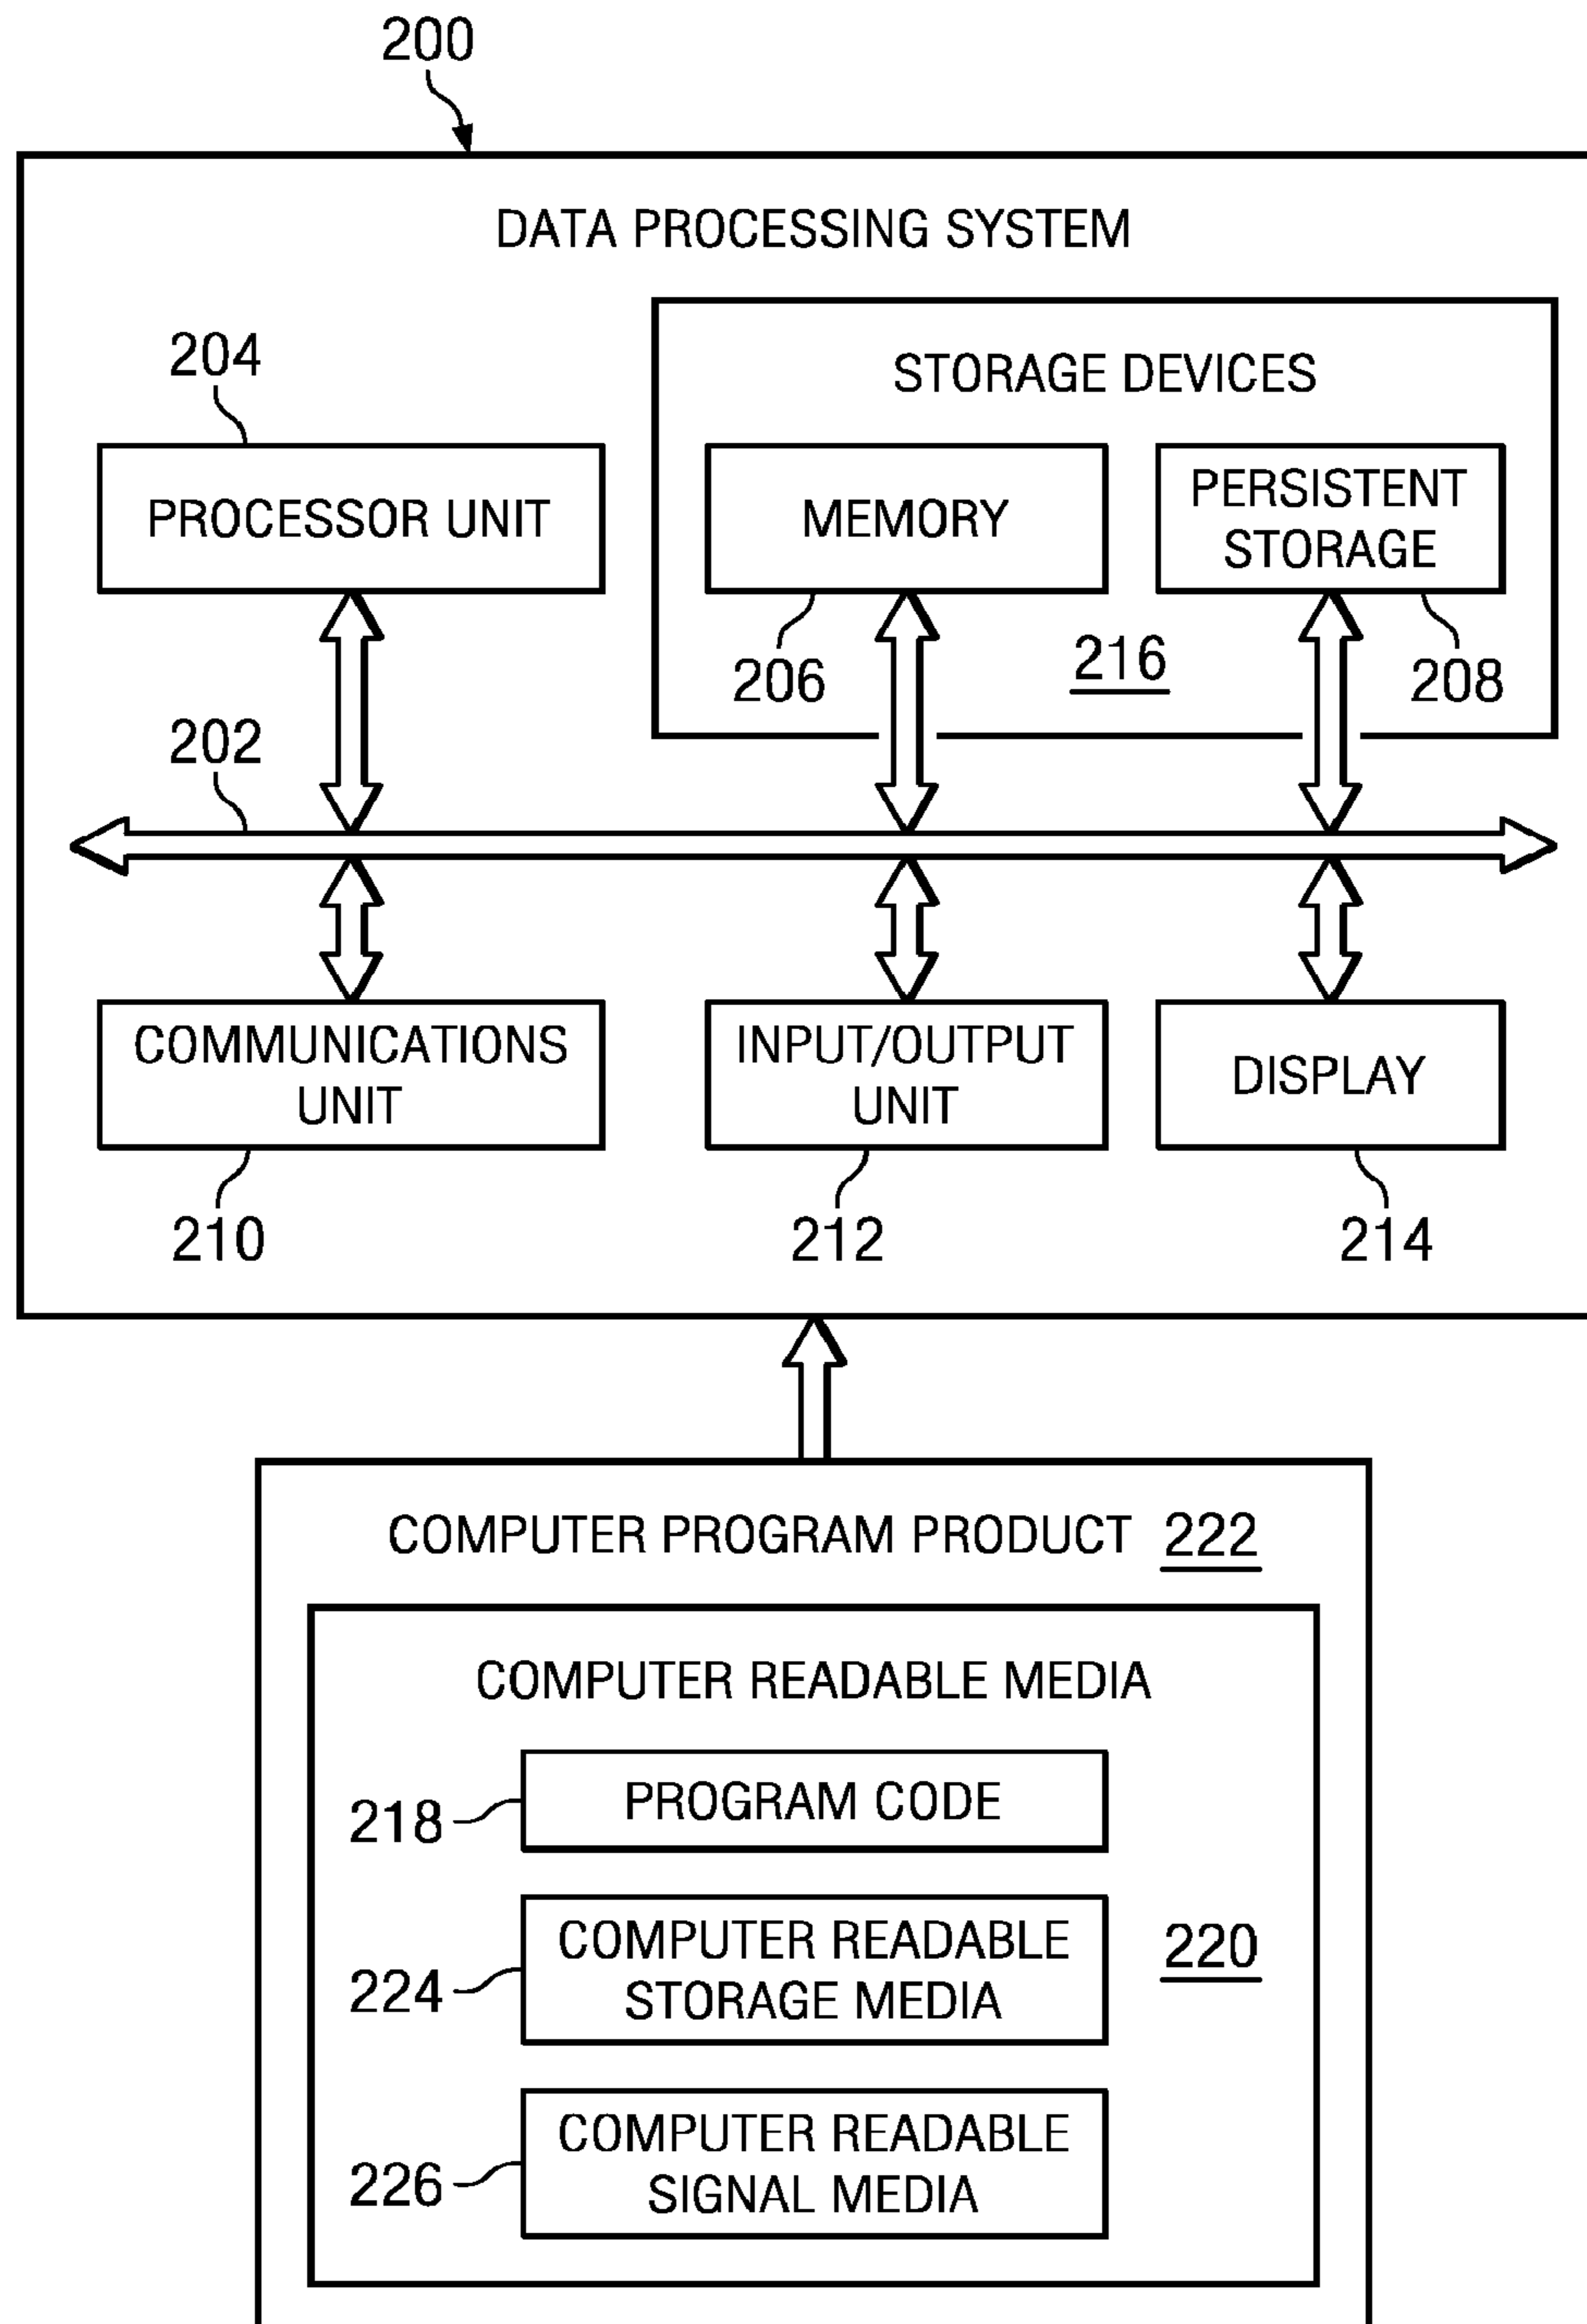 200
DATA PROCESSING SYSTEM
204
STORAGE DEVICES
PROCESSOR UNIT
MEMORY
PERSISTENT
STORAGE
206
216
208
202
COMMUNICATIONS
UNIT
INPUT/OUTPUT
UNIT
DISPLAY
210
212
214
COMPUTER PROGRAM PRODUCT 222
COMPUTER READABLE MEDIA
218
PROGRAM CODE
224
COMPUTER READABLE
STORAGE MEDIA
220
226
COMPUTER READABLE
SIGNAL MEDIA